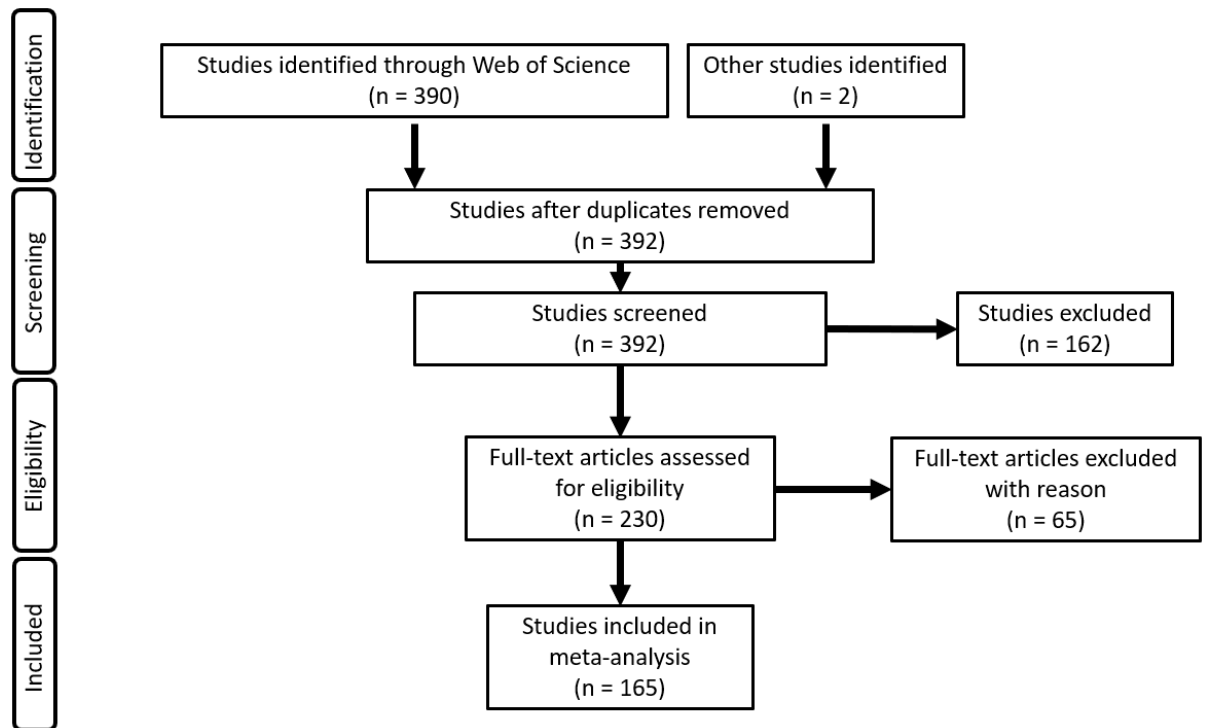 Identification
Studies identified through Web of Science
(n = 390)
Other studies identified
(n = 2)
Screening
Studies after duplicates removed
(n = 392)
Studies screened
(n = 392)
Studies excluded
(n = 162)
Eligibility
Full-text articles assessed
for eligibility
(n = 230)
Full-text articles excluded
with reason
(n = 65)
Included
Studies included in
meta-analysis
(n = 165)